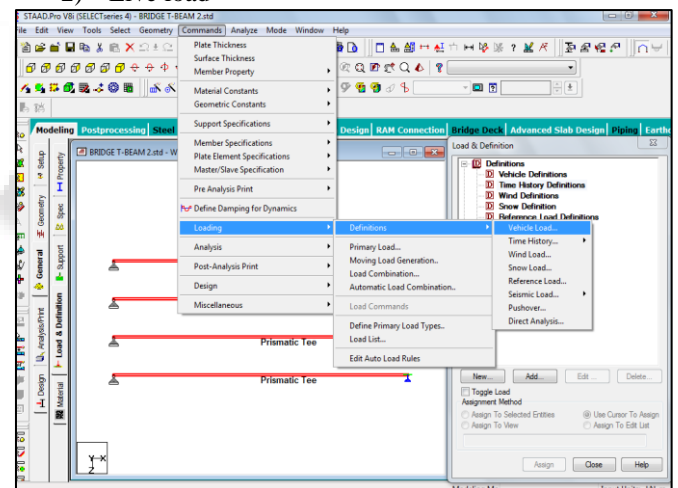 2) Live load
STAAD.Pro V8i (SELECTseries 4) - BRIDGE T-BEAM 2.std
File Edit View Tools Select Geometry Commands Analyze Mode Window Help
Plate Thickness
Surface Thickness
Member Property
Material Constants
Geometric Constants
Support Specifications
Member Specifications
Plate Element Specifications
Master/Slave Specification
Pre Analysis Print
Define Damping for Dynamics
Loading
Analysis
Post-Analysis Print
Design
Miscellaneous
Definitions
Primary Load...
Moving Load Generation..
Load Combination...
Automatic Load Combination..
Load Commands
Define Primary Load Types..
Load List...
Edit Auto Load Rules
Vehicle Load...
Time History...
Wind Load...
Snow Load...
Reference Load...
Seismic Load...
Pushover...
Direct Analysis...
Modeling Postprocessing Steel Design RAM Connection Bridge Deck Advanced Slab Design Piping Earthq
BRIDGE T-BEAM 2.std - W
Setup
Geometry
General
Analysis/Print
Design
Property
Spec
Support
Load & Definition
Material
Prismatic Tee
Prismatic Tee
Y X
Z
Load & Definition
Definitions
Vehicle Definitions
Time History Definitions
Wind Definitions
Snow Definition
Reference Load Definitions
New... Add... Edit ... Delete...
Toggle Load
Assignment Method
Assign To Selected Entities Use Cursor To Assign
Assign To View Assign To Edit List
Assign Close Help